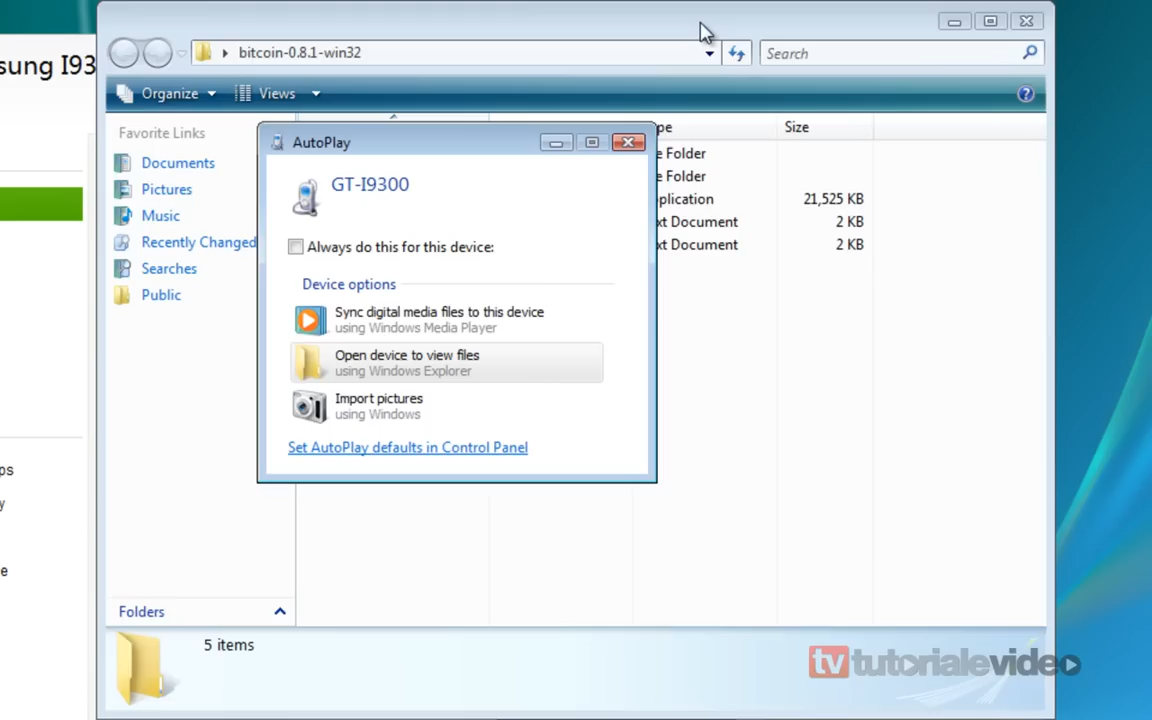 sung I93
bitcoin-0.8.1-win32
Search
Organize
Views
Favorite Links
Documents
Pictures
Music
Recently Changed
Searches
Public
AutoPlay
GT-I9300
Always do this for this device:
Device options
Sync digital media files to this device
using Windows Media Player
Open device to view files
using Windows Explorer
Import pictures
using Windows
Set AutoPlay defaults in Control Panel
pe
Size
e Folder
e Folder
plication
21,525 KB
xt Document
2 KB
xt Document
2 KB
ps
y
e
Folders
5 items
tv tutorialevideo